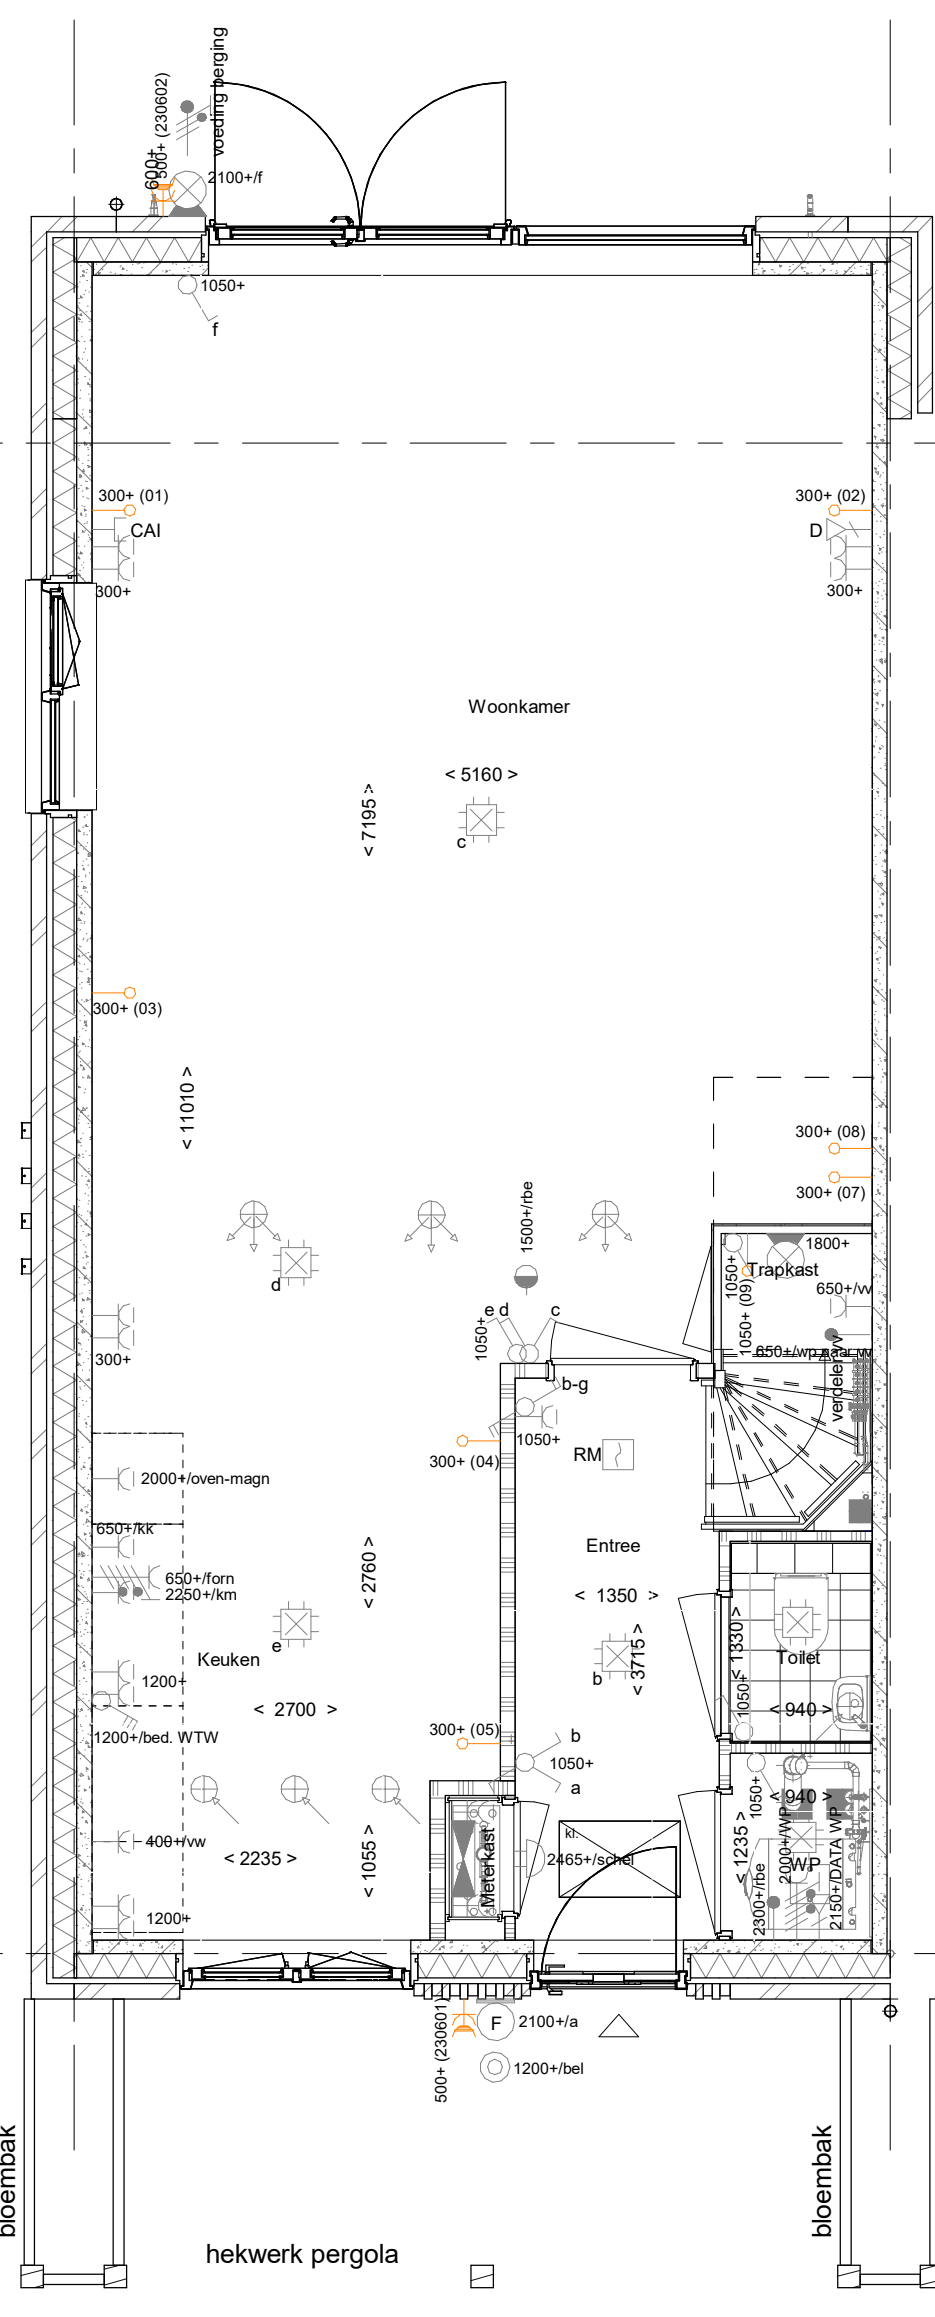 voeding berging
500+ (230602)
600+
2100+/f
1050+
f
300+ (01)
CAI
300+
300+ (02)
D
300+
Woonkamer
< 5160 >
< 7195 >
c
300+ (03)
< 11010 >
300+ (08)
300+ (07)
1500+/rbe
d
1800+
Trapkast
1050+
1050+ (09)
650+/vv
650+/wp naar vv
verdeler vv
300+
e d
c
1050+
b-g
1050+
300+ (04)
RM
2000+/oven-magn
650+/kk
650+/forn
2250+/km
< 2760 >
Entree
< 1350 >
< 3715 >
b
e
Keuken
1200+
< 2700 >
1200+/bed. WTW
300+ (05)
b
1050+
a
< 1330 >
Toilet
1050+
< 940 >
1050+
< 940 >
< 1235 >
2000+/WP
WP
2150+/DATA WP
2300+/rbe
400+/vw
< 2235 >
< 1055 >
Meterkast
kl.
2465+/schel
1200+
500+ (230601)
F
2100+/a
1200+/bel
bloembak
bloembak
hekwerk pergola